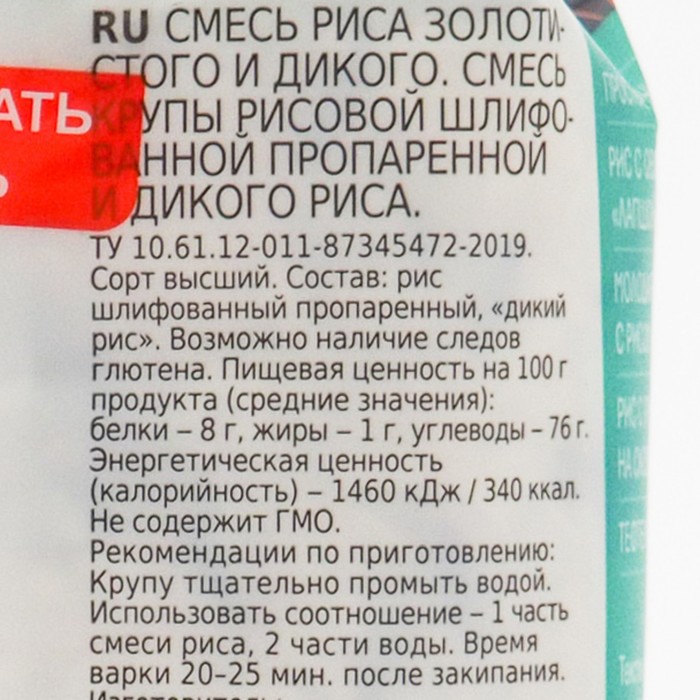 RU СМЕСЬ РИСА ЗОЛОТИ-
СТОГО И ДИКОГО. СМЕСЬ
КРУПЫ РИСОВОЙ ШЛИФО-
ВАННОЙ ПРОПАРЕННОЙ
И ДИКОГО РИСА.
ТУ 10.61.12-011-87345472-2019.
Сорт высший. Состав: рис
шлифованный пропаренный, «дикий
рис». Возможно наличие следов
глютена. Пищевая ценность на 100 г
продукта (средние значения):
белки – 8 г, жиры – 1 г, углеводы – 76 г.
Энергетическая ценность
(калорийность) – 1460 кДж / 340 ккал.
Не содержит ГМО.
Рекомендации по приготовлению:
Крупу тщательно промыть водой.
Использовать соотношение – 1 часть
смеси риса, 2 части воды. Время
варки 20–25 мин. после закипания.
АТЬ
РИС С